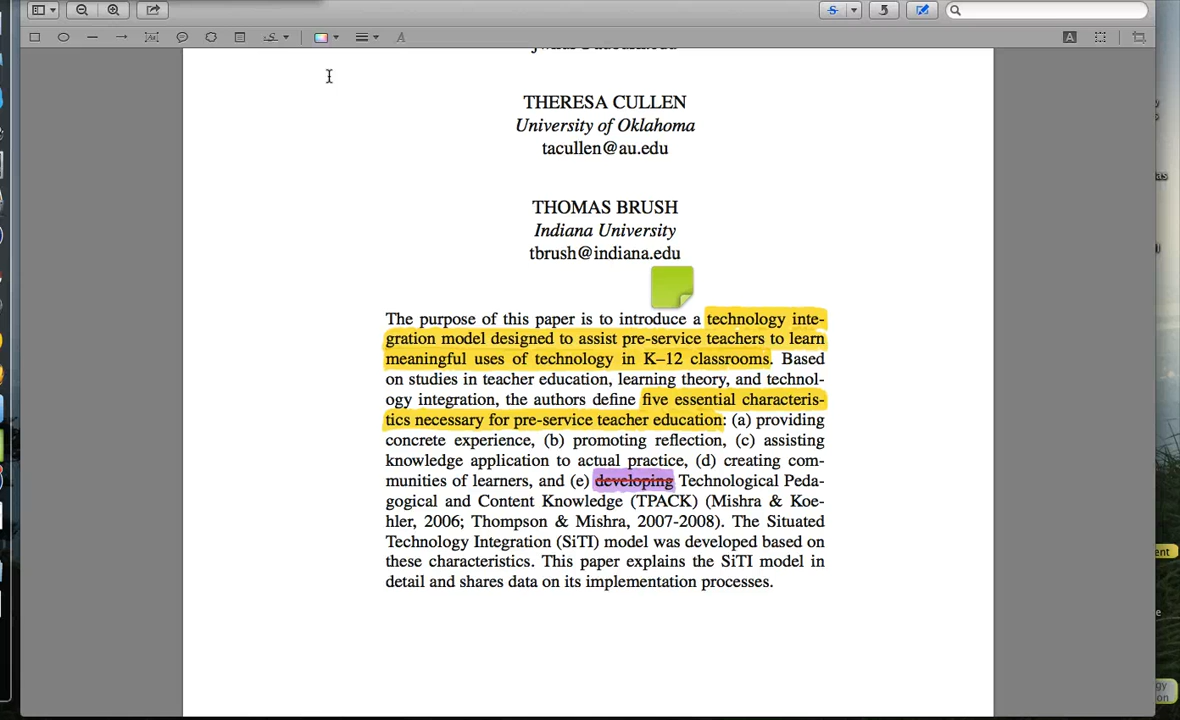 THERESA CULLEN
University of Oklahoma
tacullen@au.edu
THOMAS BRUSH
Indiana University
tbrush@indiana.edu
The purpose of this paper is to introduce a technology inte-
gration model designed to assist pre-service teachers to learn
meaningful uses of technology in K–12 classrooms. Based
on studies in teacher education, learning theory, and technol-
ogy integration, the authors define five essential characteris-
tics necessary for pre-service teacher education: (a) providing
concrete experience, (b) promoting reflection, (c) assisting
knowledge application to actual practice, (d) creating com-
munities of learners, and (e) developing Technological Peda-
gogical and Content Knowledge (TPACK) (Mishra & Koe-
hler, 2006; Thompson & Mishra, 2007-2008). The Situated
Technology Integration (SiTI) model was developed based on
these characteristics. This paper explains the SiTI model in
detail and shares data on its implementation processes.